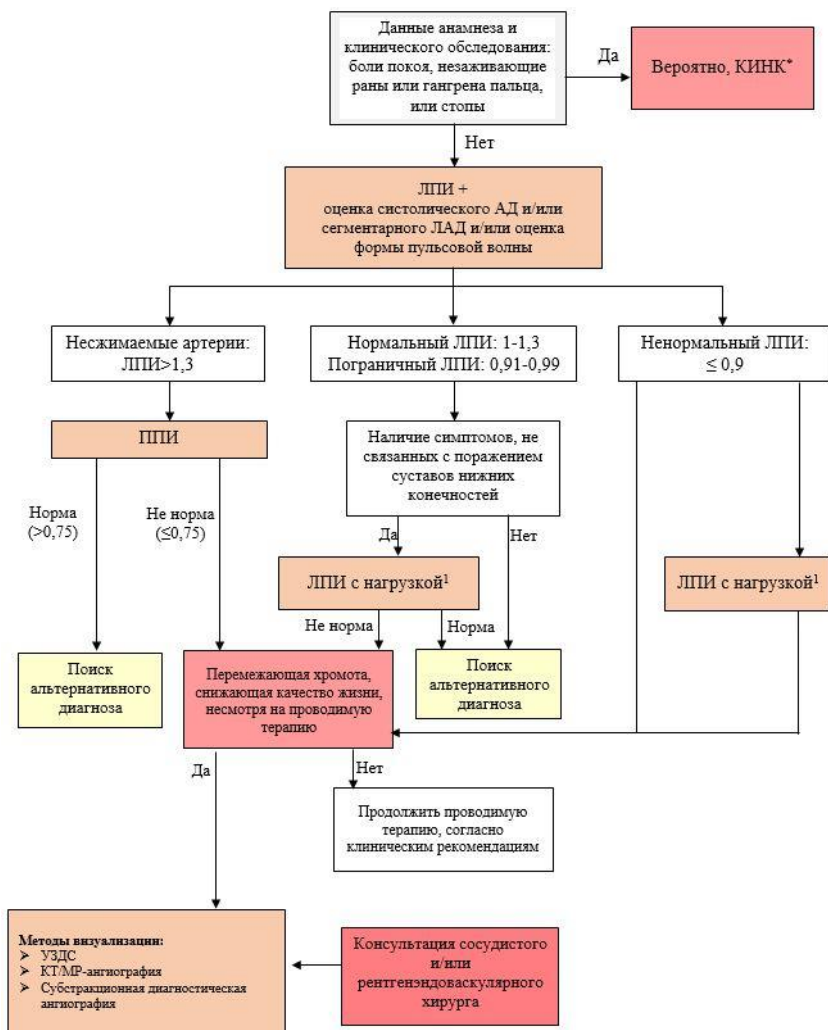 Данные анамнеза и
клинического обследования:
боли покоя, незаживающие
раны или гангрена пальца,
или стопы
Да
Вероятно, КИНК*
Нет
ЛПИ +
оценка систолического АД и/или
сегментарного ЛАД и/или оценка
формы пульсовой волны
Несжимаемые артерии:
ЛПИ>1,3
Нормальный ЛПИ: 1-1,3
Пограничный ЛПИ: 0,91-0,99
Ненормальный ЛПИ:
≤ 0,9
ППИ
Наличие симптомов, не
связанных с поражением
суставов нижних
конечностей
Норма
(>0,75)
Не норма
(≤0,75)
Да
Нет
ЛПИ с нагрузкой¹
ЛПИ с нагрузкой¹
Не норма
Норма
Поиск
альтернативного
диагноза
Перемежающая хромота,
снижающая качество жизни,
несмотря на проводимую
терапию
Поиск
альтернативного
диагноза
Да
Нет
Продолжить проводимую
терапию, согласно
клиническим рекомендациям
Методы визуализации:
➤ УЗДС
➤ КТ/МР-ангиография
➤ Субстракционная диагностическая
ангиография
Консультация сосудистого
и/или
рентгенэндоваскулярного
хирурга